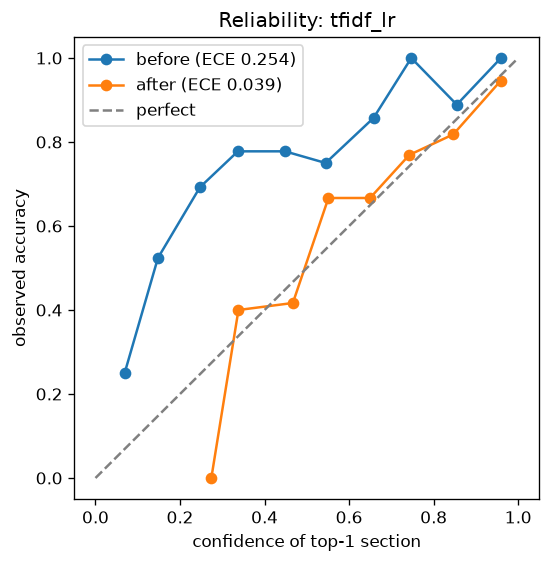 Reliability: tfidf_lr
before (ECE 0.254)
after (ECE 0.039)
perfect
observed accuracy
1.0
0.8
0.6
0.4
0.2
0.0
0.0 0.2 0.4 0.6 0.8 1.0
confidence of top-1 section